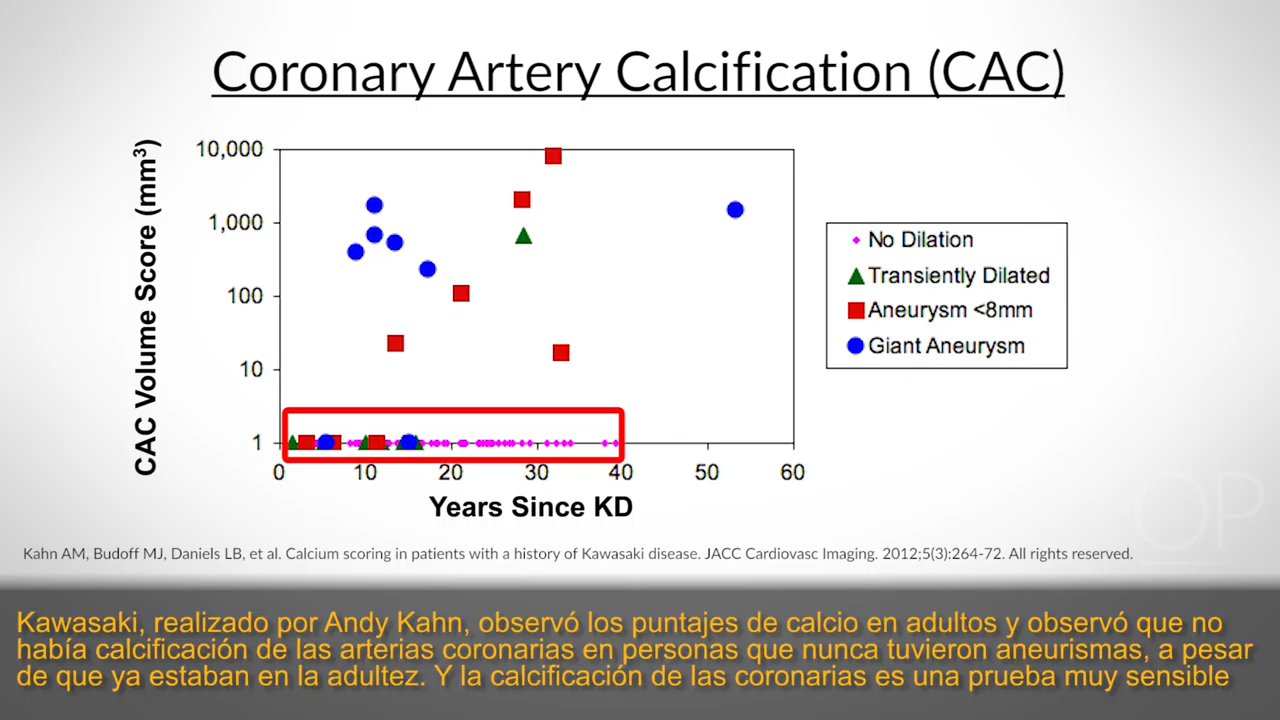 Coronary Artery Calcification (CAC)
CAC Volume Score (mm³)
10,000
1,000
100
10
1
0 10 20 30 40 50 60
Years Since KD
No Dilation
Transiently Dilated
Aneurysm <8mm
Giant Aneurysm
OP
Kahn AM, Budoff MJ, Daniels LB, et al. Calcium scoring in patients with a history of Kawasaki disease. JACC Cardiovasc Imaging. 2012;5(3):264-72. All rights reserved.
Kawasaki, realizado por Andy Kahn, observó los puntajes de calcio en adultos y observó que no
había calcificación de las arterias coronarias en personas que nunca tuvieron aneurismas, a pesar
de que ya estaban en la adultez. Y la calcificación de las coronarias es una prueba muy sensible